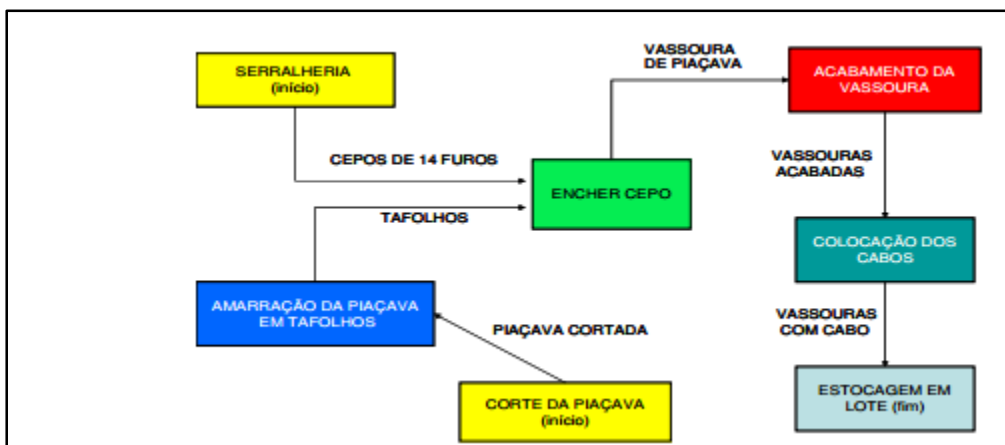 SERRALHERIA
(início)
VASSOURA
DE PIAÇAVA
ACABAMENTO DA
VASSOURA
CEPOS DE 14 FUROS
ENCHER CEPO
VASSOURAS
ACABADAS
TAFOLHOS
COLOCAÇÃO DOS
CABOS
AMARRAÇÃO DA PIAÇAVA
EM TAFOLHOS
PIAÇAVA CORTADA
VASSOURAS
COM CABO
CORTE DA PIAÇAVA
(início)
ESTOCAGEM EM
LOTE (fim)